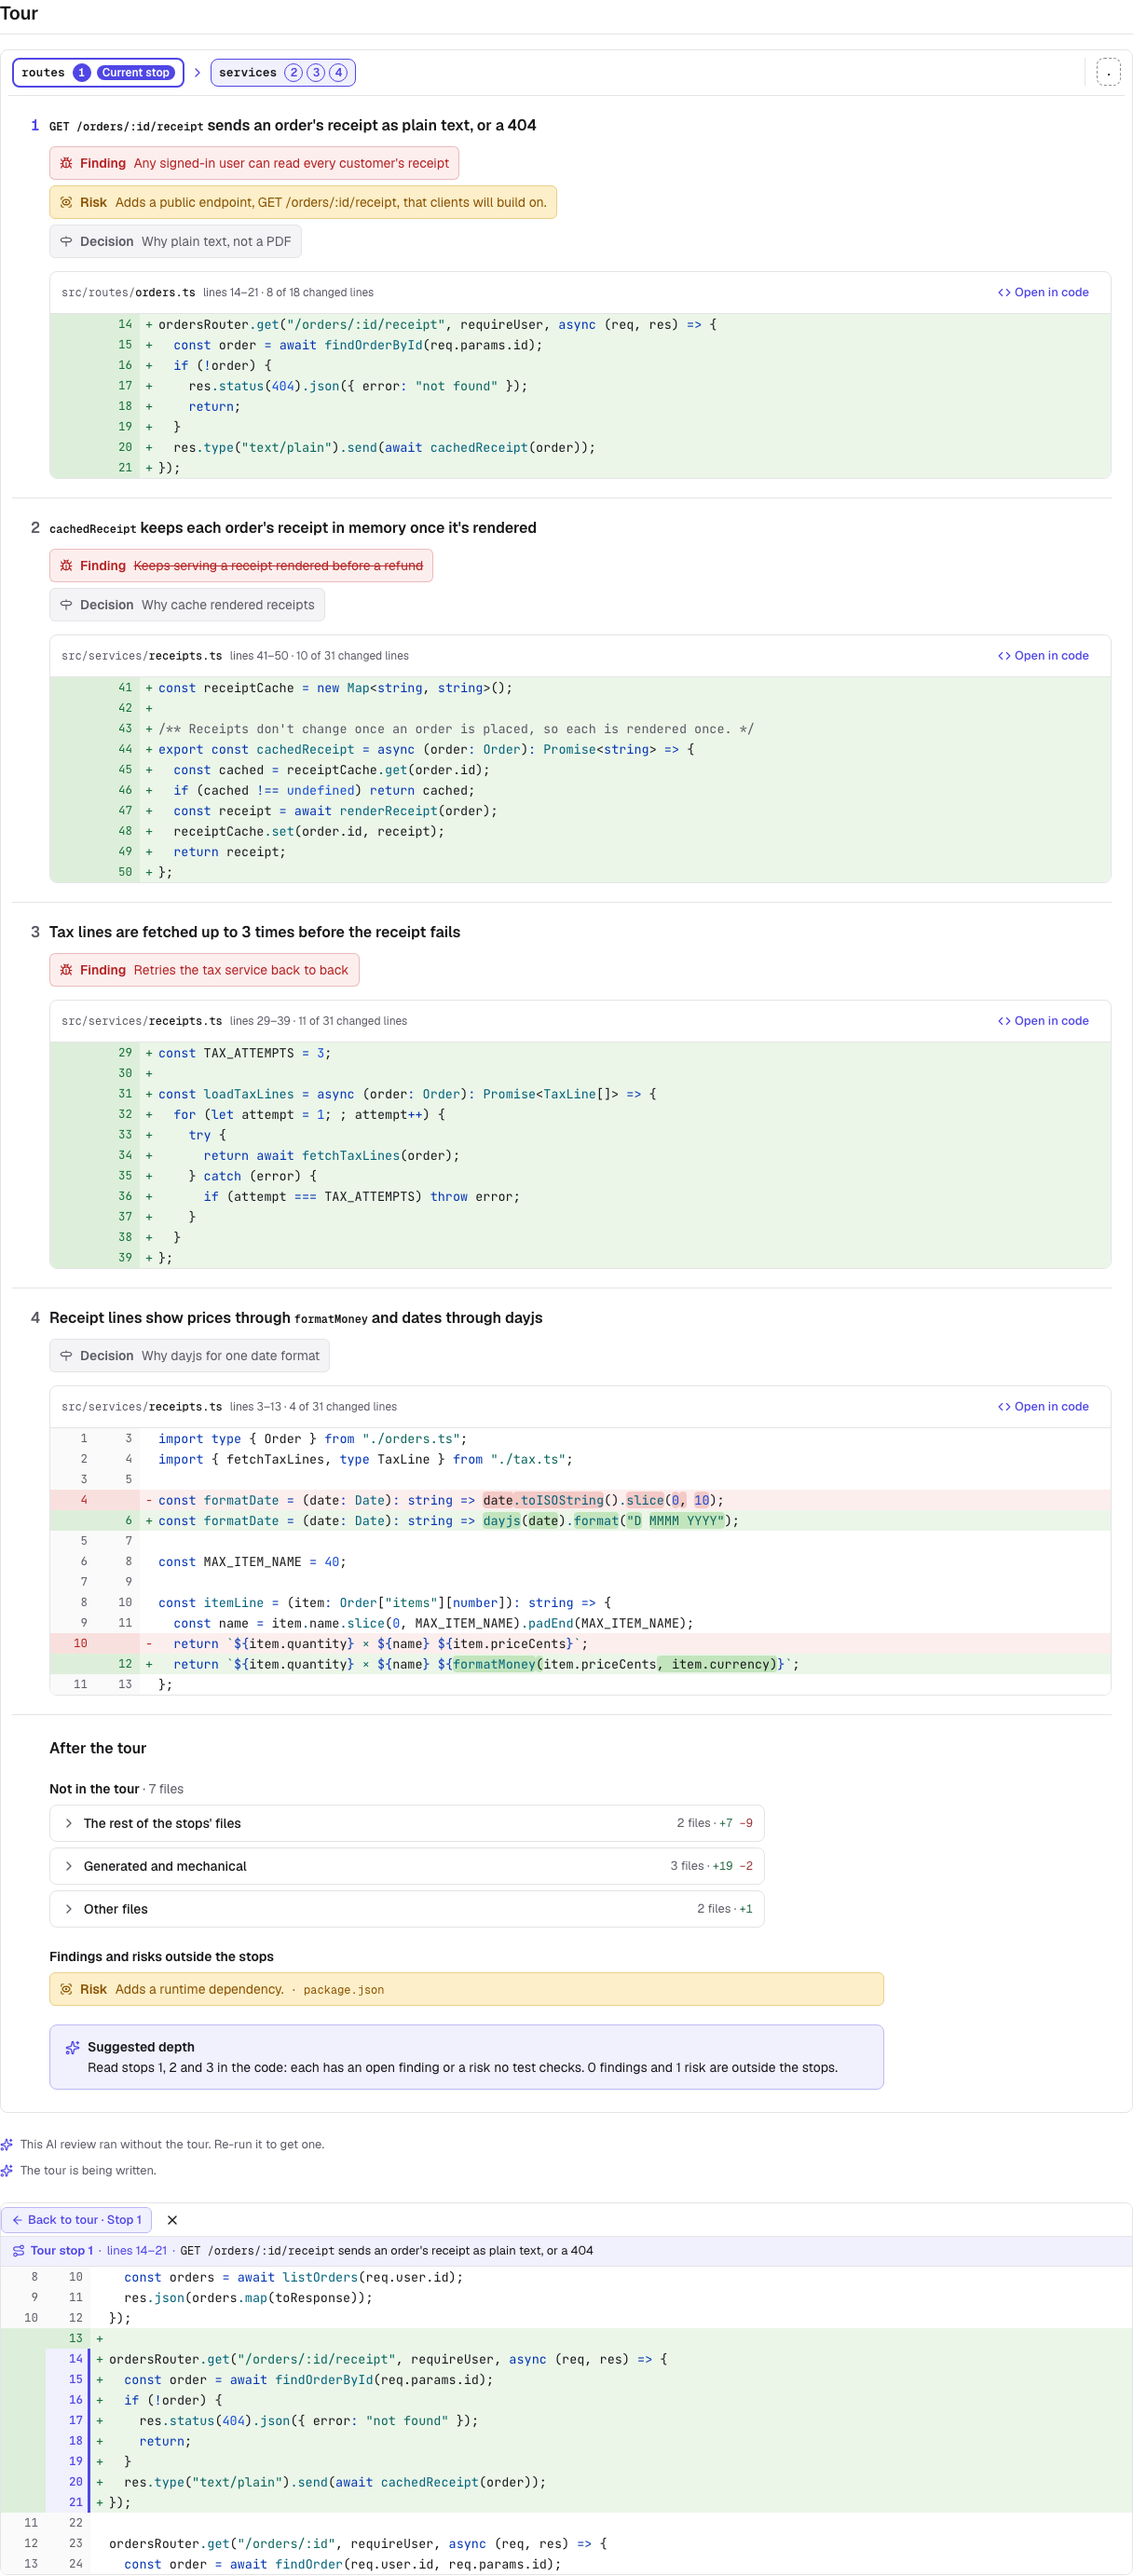 Tour
routes 1 Current stop > services 2 3 4 .
1 GET /orders/:id/receipt sends an order's receipt as plain text, or a 404
Finding Any signed-in user can read every customer's receipt
Risk Adds a public endpoint, GET /orders/:id/receipt, that clients will build on.
Decision Why plain text, not a PDF
src/routes/orders.ts lines 14–21 · 8 of 18 changed lines <> Open in code
14 + ordersRouter.get("/orders/:id/receipt", requireUser, async (req, res) => {
15 + const order = await findOrderById(req.params.id);
16 + if (!order) {
17 + res.status(404).json({ error: "not found" });
18 + return;
19 + }
20 + res.type("text/plain").send(await cachedReceipt(order));
21 + });
2 cachedReceipt keeps each order's receipt in memory once it's rendered
Finding Keeps serving a receipt rendered before a refund
Decision Why cache rendered receipts
src/services/receipts.ts lines 41–50 · 10 of 31 changed lines <> Open in code
41 + const receiptCache = new Map<string, string>();
42 +
43 + /** Receipts don't change once an order is placed, so each is rendered once. */
44 + export const cachedReceipt = async (order: Order): Promise<string> => {
45 + const cached = receiptCache.get(order.id);
46 + if (cached !== undefined) return cached;
47 + const receipt = await renderReceipt(order);
48 + receiptCache.set(order.id, receipt);
49 + return receipt;
50 + };
3 Tax lines are fetched up to 3 times before the receipt fails
Finding Retries the tax service back to back
src/services/receipts.ts lines 29–39 · 11 of 31 changed lines <> Open in code
29 + const TAX_ATTEMPTS = 3;
30 +
31 + const loadTaxLines = async (order: Order): Promise<TaxLine[]> => {
32 + for (let attempt = 1; ; attempt++) {
33 + try {
34 + return await fetchTaxLines(order);
35 + } catch (error) {
36 + if (attempt === TAX_ATTEMPTS) throw error;
37 + }
38 + }
39 + };
4 Receipt lines show prices through formatMoney and dates through dayjs
Decision Why dayjs for one date format
src/services/receipts.ts lines 3–13 · 4 of 31 changed lines <> Open in code
1 3 import type { Order } from "./orders.ts";
2 4 import { fetchTaxLines, type TaxLine } from "./tax.ts";
3 5
4 - const formatDate = (date: Date): string => date.toISOString().slice(0, 10);
6 + const formatDate = (date: Date): string => dayjs(date).format("D MMMM YYYY");
5 7
6 8 const MAX_ITEM_NAME = 40;
7 9
8 10 const itemLine = (item: Order["items"][number]): string => {
9 11 const name = item.name.slice(0, MAX_ITEM_NAME).padEnd(MAX_ITEM_NAME);
10 - return `${item.quantity} × ${name} ${item.priceCents}`;
12 + return `${item.quantity} × ${name} ${formatMoney(item.priceCents, item.currency)}`;
11 13 };
After the tour
Not in the tour · 7 files
> The rest of the stops' files 2 files · +7 −9
> Generated and mechanical 3 files · +19 −2
> Other files 2 files · +1
Findings and risks outside the stops
Risk Adds a runtime dependency. · package.json
Suggested depth
Read stops 1, 2 and 3 in the code: each has an open finding or a risk no test checks. 0 findings and 1 risk are outside the stops.
This AI review ran without the tour. Re-run it to get one.
The tour is being written.
← Back to tour · Stop 1 ×
Tour stop 1 · lines 14–21 · GET /orders/:id/receipt sends an order's receipt as plain text, or a 404
8 10 const orders = await listOrders(req.user.id);
9 11 res.json(orders.map(toResponse));
10 12 });
13 +
14 + ordersRouter.get("/orders/:id/receipt", requireUser, async (req, res) => {
15 + const order = await findOrderById(req.params.id);
16 + if (!order) {
17 + res.status(404).json({ error: "not found" });
18 + return;
19 + }
20 + res.type("text/plain").send(await cachedReceipt(order));
21 + });
11 22
12 23 ordersRouter.get("/orders/:id", requireUser, async (req, res) => {
13 24 const order = await findOrder(req.user.id, req.params.id);